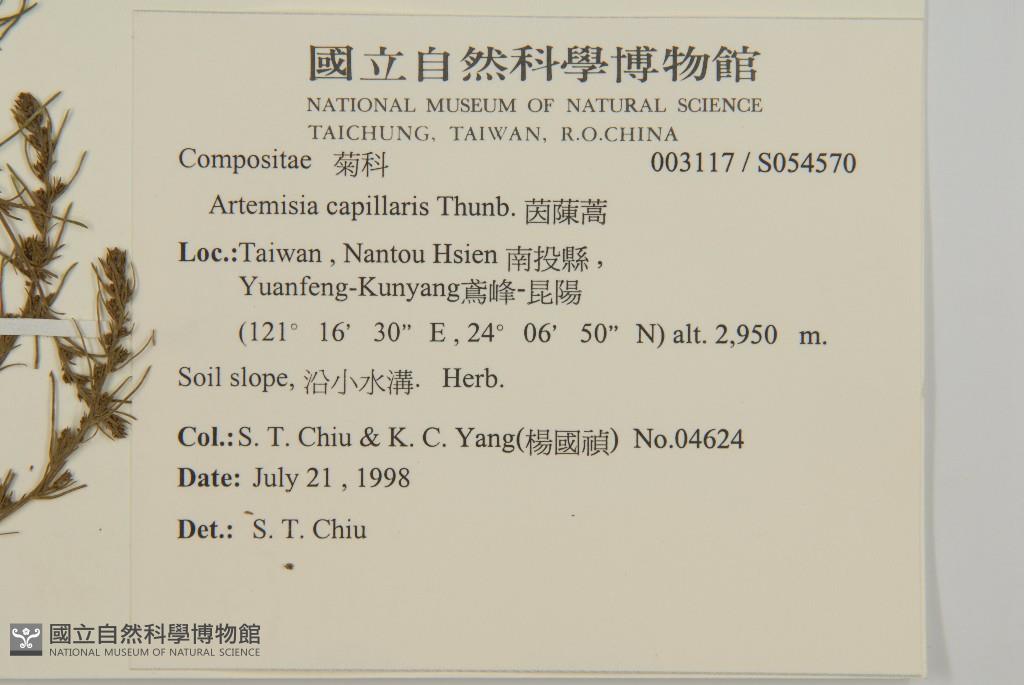 國立自然科學博物館
NATIONAL MUSEUM OF NATURAL SCIENCE
TAICHUNG, TAIWAN, R.O.CHINA
Compositae 菊科 003117 / S054570
Artemisia capillaris Thunb. 茵蔯蒿
Loc.:Taiwan , Nantou Hsien 南投縣 ,
Yuanfeng-Kunyang鳶峰-昆陽
(121° 16’ 30” E , 24° 06’ 50” N) alt. 2,950 m.
Soil slope, 沿小水溝. Herb.
Col.: S. T. Chiu & K. C. Yang(楊國禎) No.04624
Date: July 21 , 1998
Det.: S. T. Chiu
國立自然科學博物館
NATIONAL MUSEUM OF NATURAL SCIENCE